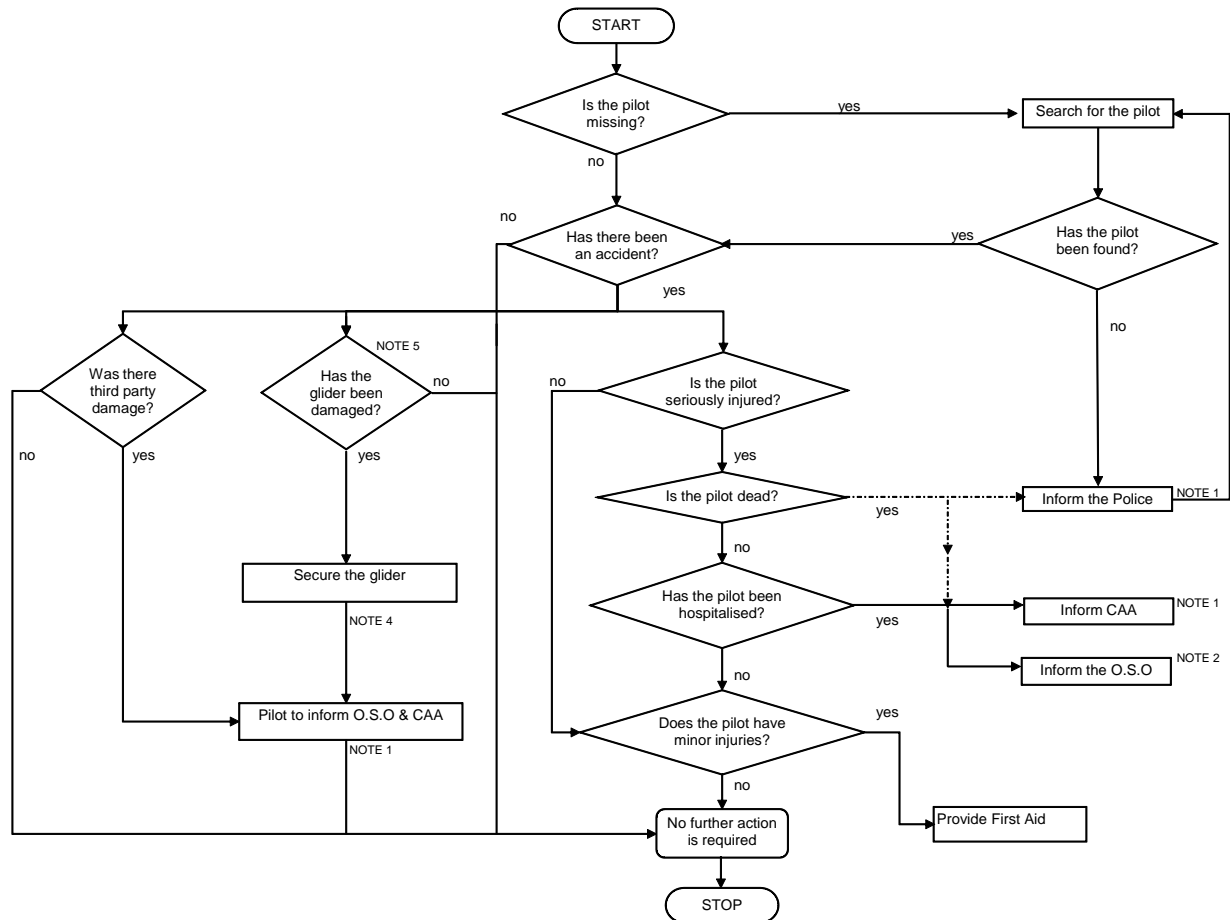 START
Is the pilot
missing?
yes
Search for the pilot
no
no
Has there been
an accident?
yes
Has the pilot
been found?
yes
no
NOTE 5
Was there
third party
damage?
Has the
glider been
damaged?
no
no
Is the pilot
seriously injured?
no
yes
yes
yes
Is the pilot dead?
yes
Inform the Police
NOTE 1
no
Secure the glider
NOTE 4
Has the pilot been
hospitalised?
yes
Inform CAA
NOTE 1
Inform the O.S.O
NOTE 2
no
Pilot to inform O.S.O & CAA
NOTE 1
Does the pilot have
minor injuries?
yes
no
Provide First Aid
No further action
is required
STOP